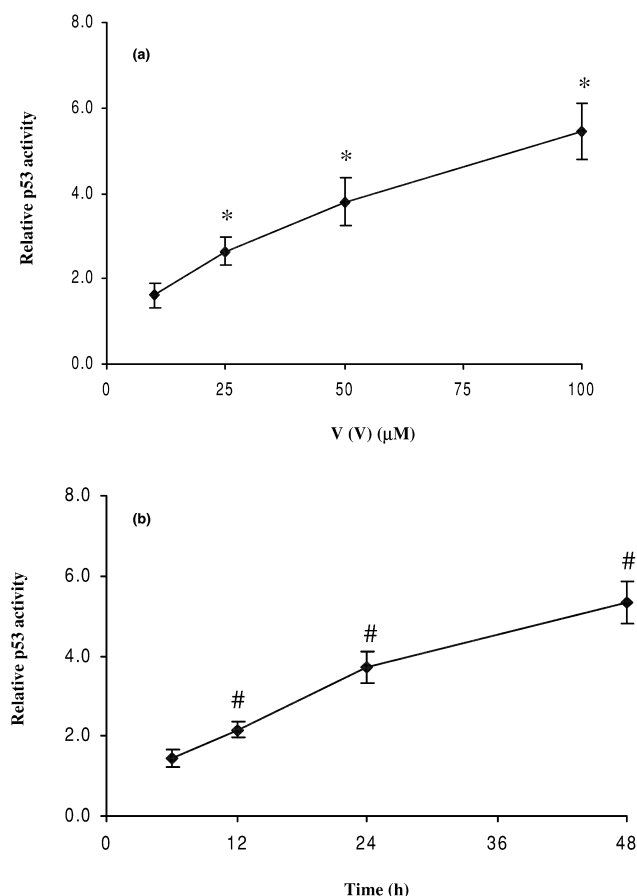 8.0
(a)
*
6.0
*
4.0
*
2.0
0.0
0 25 50 75 100
Relative p53 activity
V (V) (μM)
8.0
(b)
#
6.0
#
4.0
#
2.0
0.0
0 12 24 36 48
Relative p53 activity
Time (h)